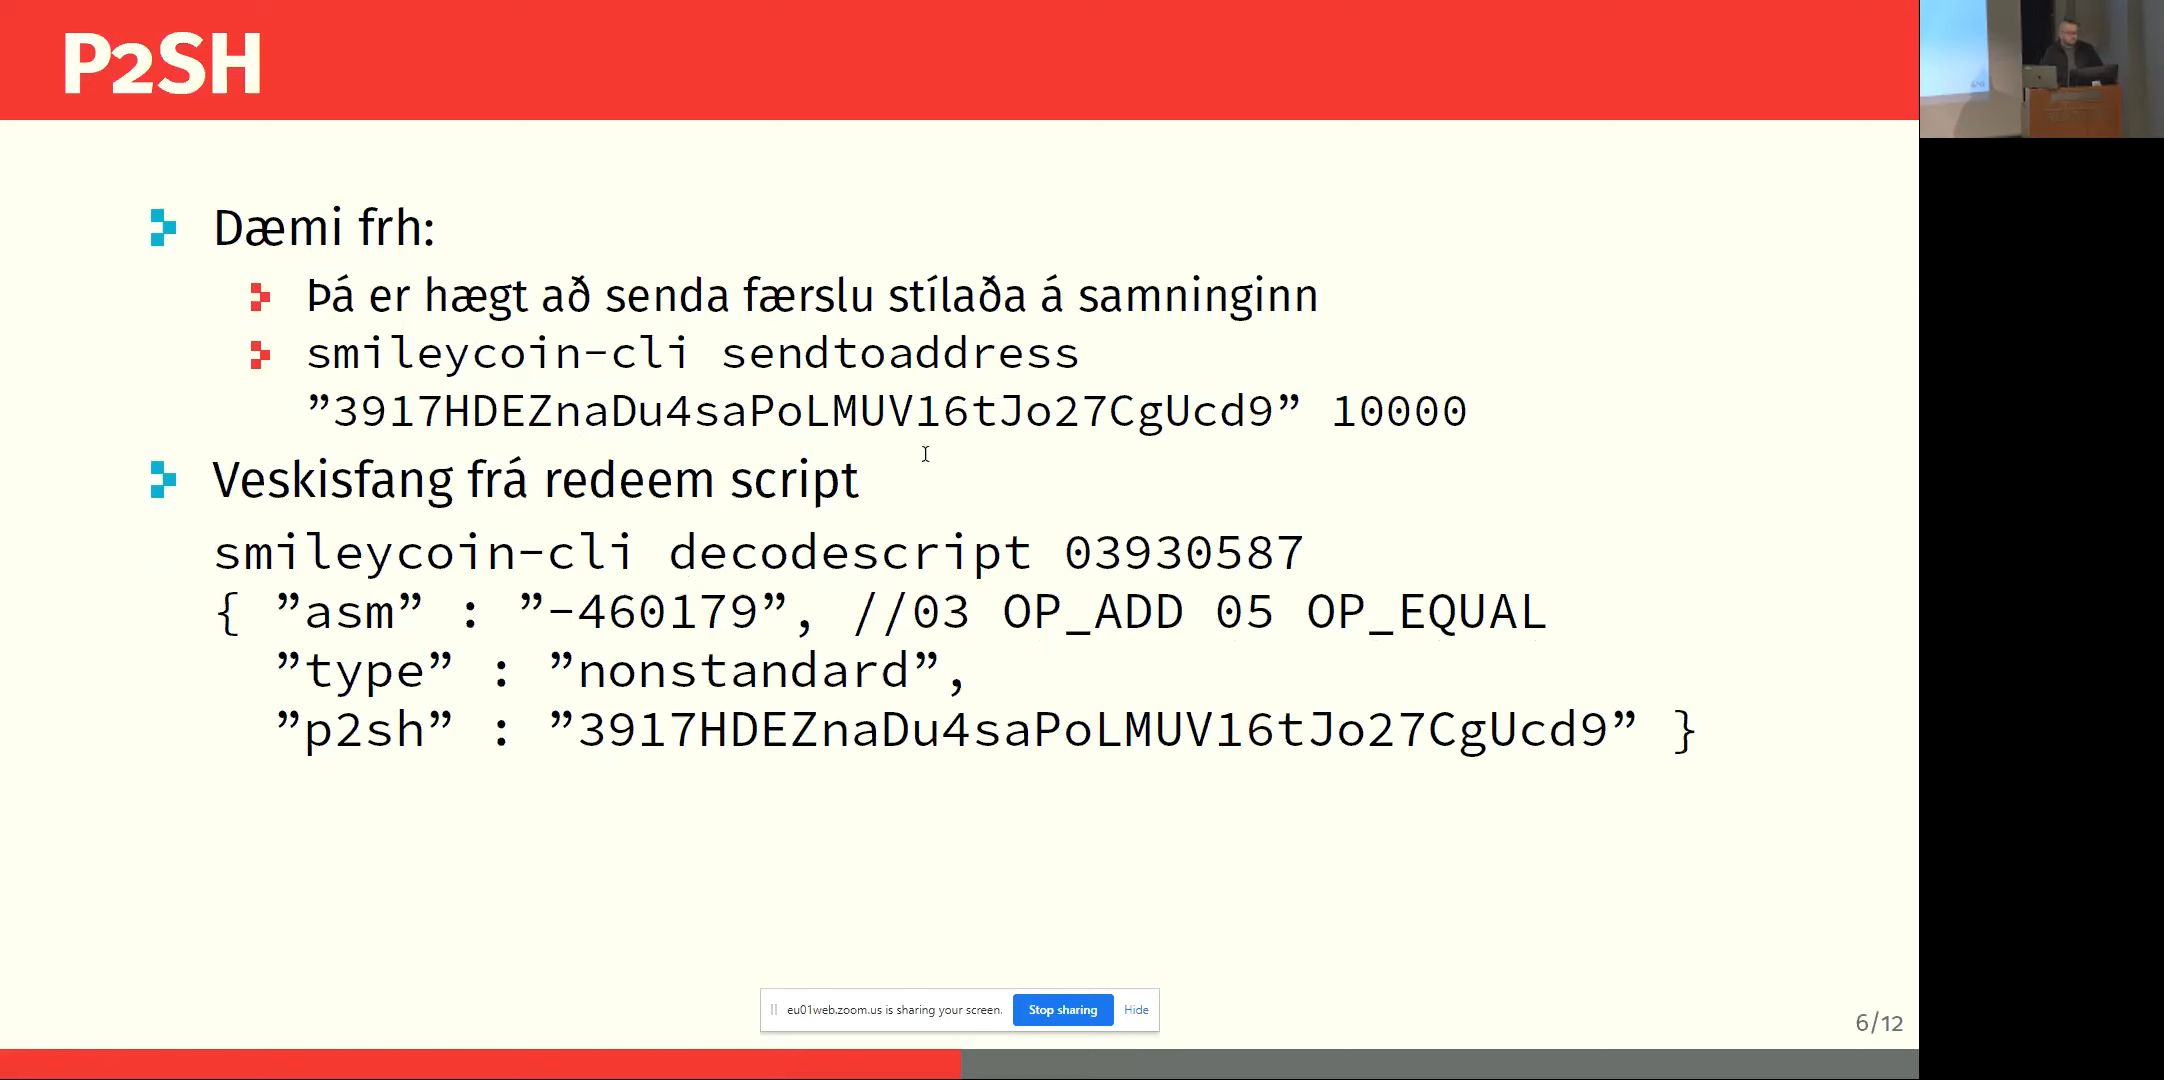 P2SH
Dæmi frh:
Þá er hægt að senda færslu stílaða á samninginn
smileycoin-cli sendtoaddress
”3917HDEZnaDu4saPoLMUV16tJo27CgUcd9” 10000
Veskisfang frá redeem script
smileycoin-cli decodescript 03930587
{ ”asm” : ”-460179”, //03 OP_ADD 05 OP_EQUAL
”type” : ”nonstandard”,
”p2sh” : ”3917HDEZnaDu4saPoLMUV16tJo27CgUcd9” }
eu01web.zoom.us is sharing your screen. Stop sharing Hide
6/12